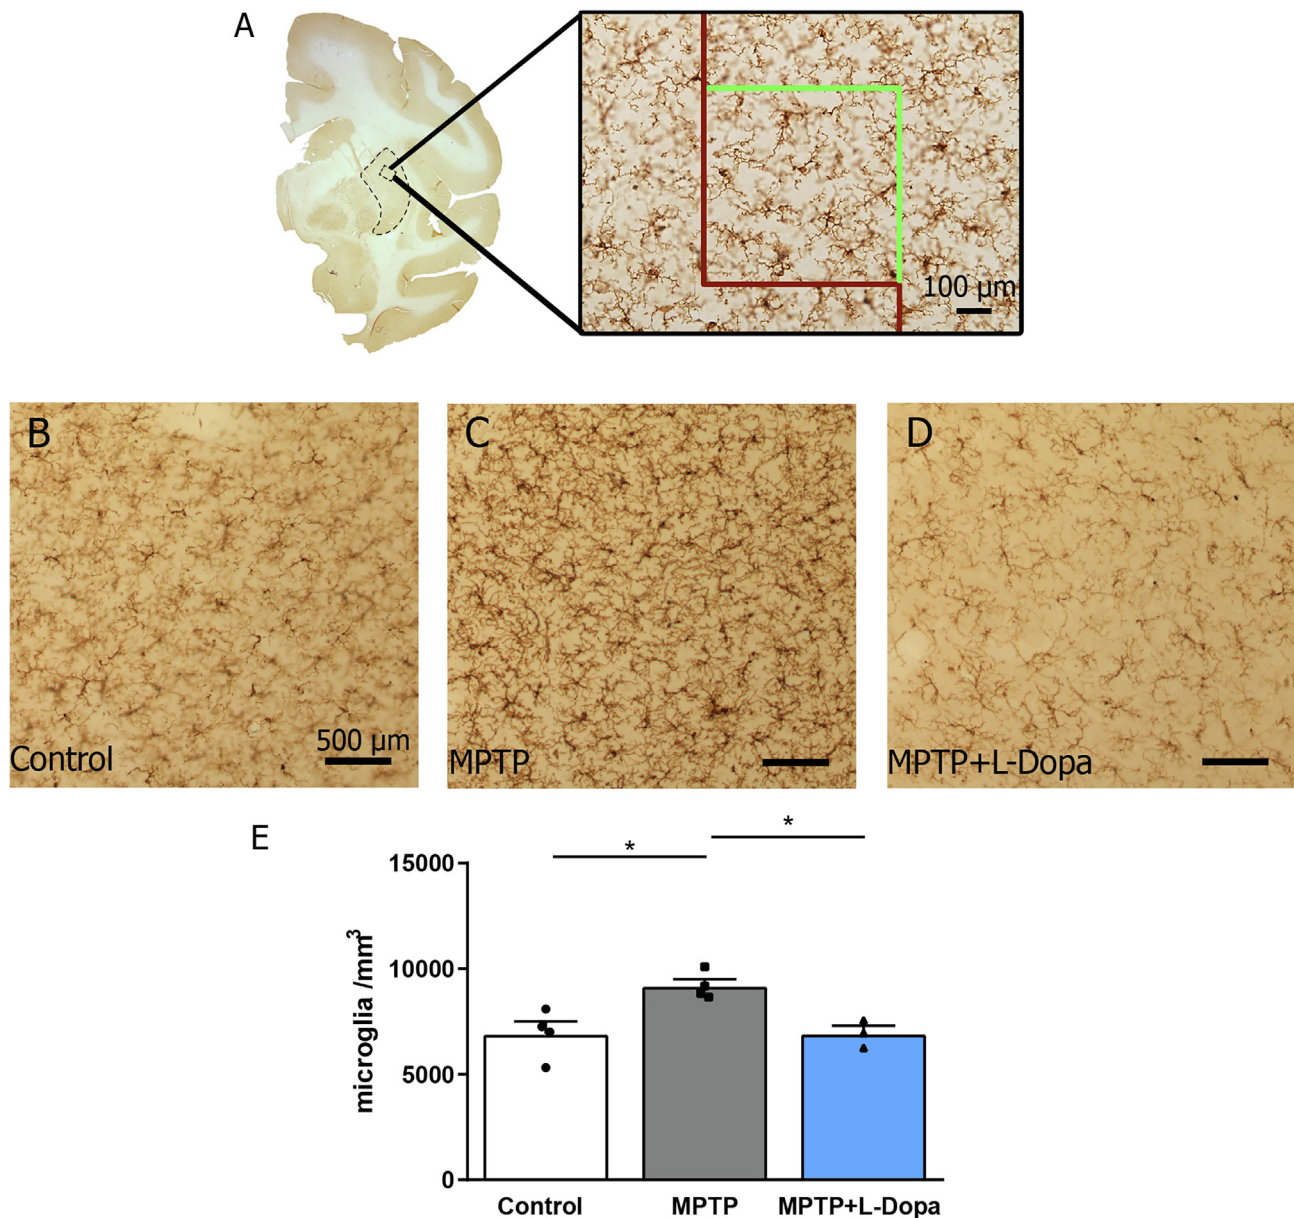 A
100 µm
B
Control
500 µm
C
MPTP
D
MPTP+L-Dopa
E
*
*
microglia /mm³
15000
10000
5000
0
Control
MPTP
MPTP+L-Dopa